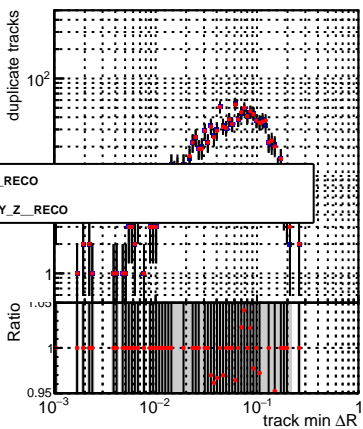 duplicate tracks
10²
_RECO
Y_Z__RECO
1
Ratio
1.05
1
0.95
10⁻³
10⁻²
10⁻¹
1
track min ΔR